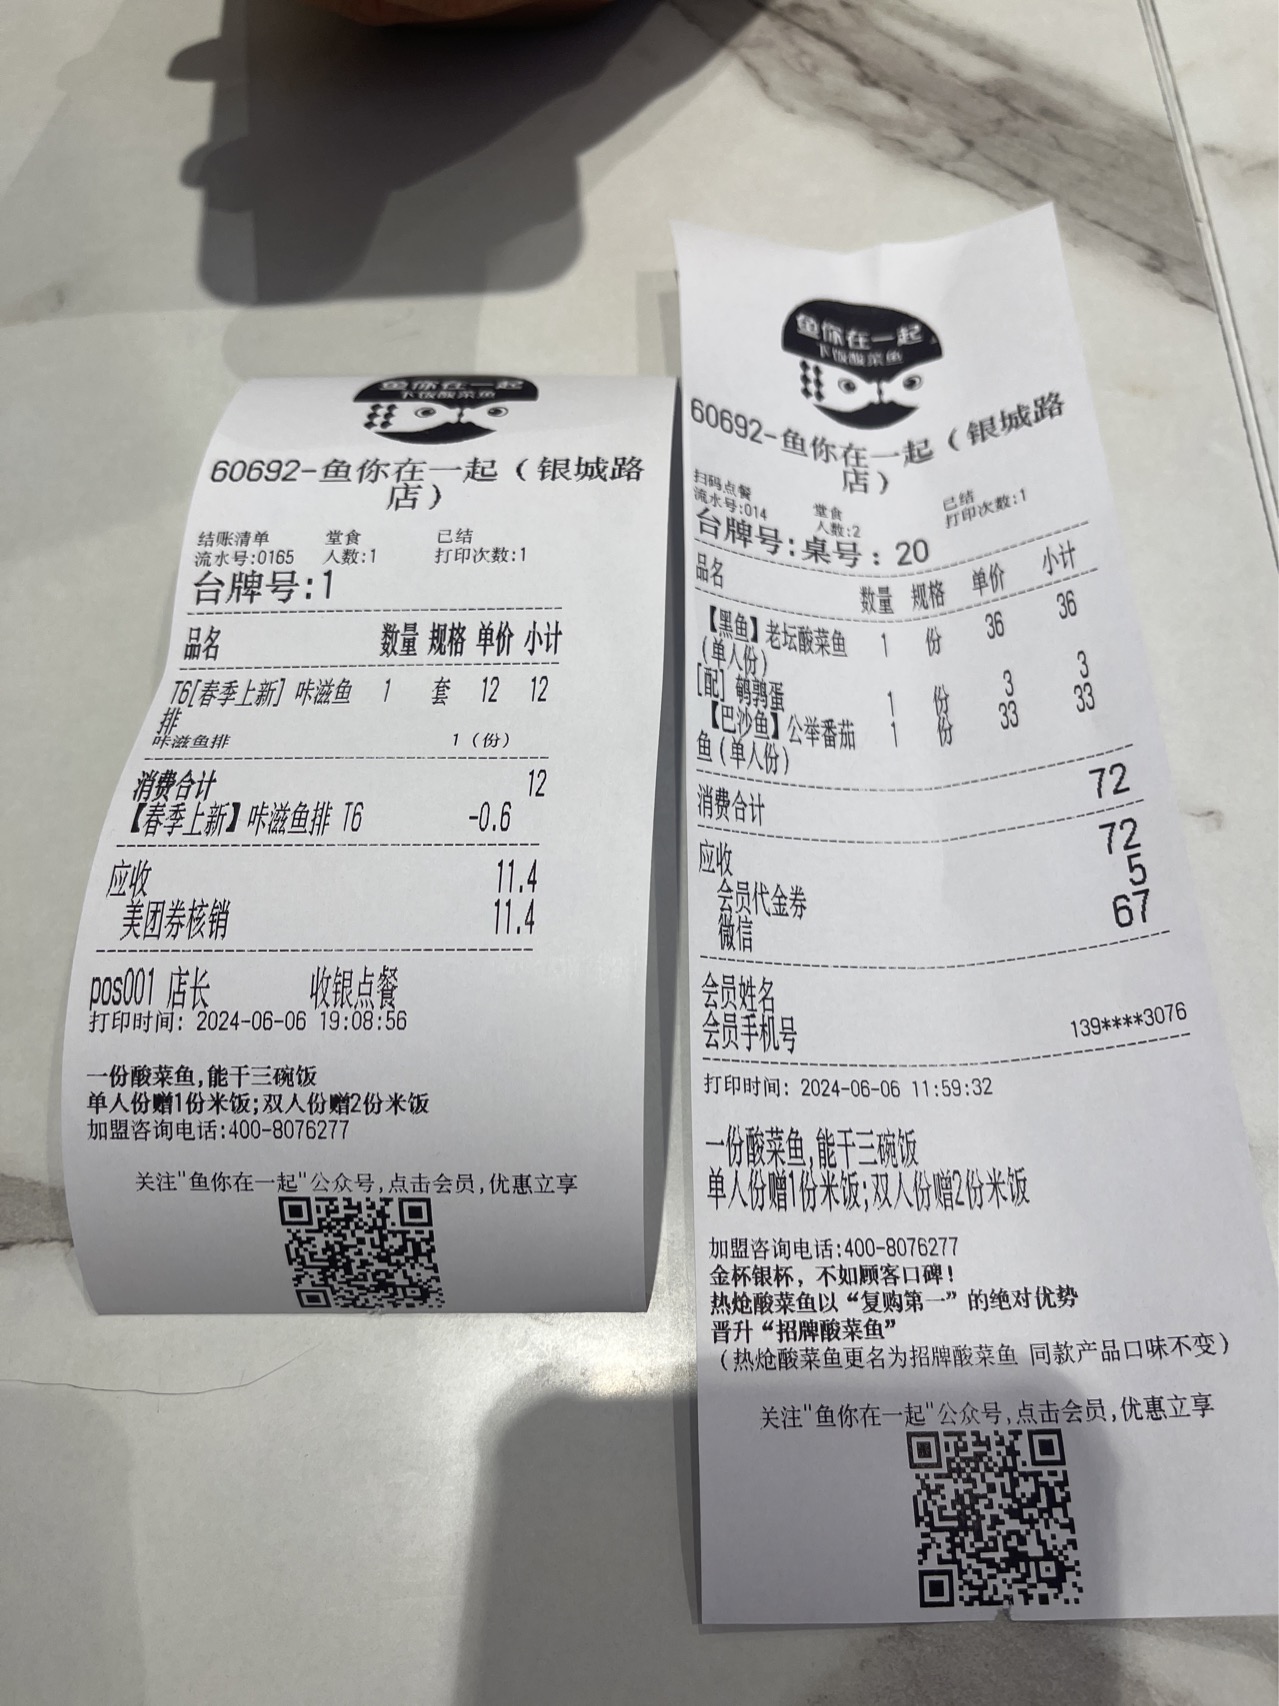 鱼你在一起
下饭酸菜鱼
60692-鱼你在一起（银城路
店）
结账清单 堂食 已结
流水号:0165 人数:1 打印次数:1
台牌号:1
品名 数量 规格 单价 小计
T6[春季上新] 咔滋鱼 1 套 12 12
排
咔滋鱼排 1（份）
消费合计 12
【春季上新】咔滋鱼排 T6 -0.6
应收 11.4
美团券核销 11.4
pos001 店长 收银点餐
打印时间: 2024-06-06 19:08:56
一份酸菜鱼,能干三碗饭
单人份赠1份米饭;双人份赠2份米饭
加盟咨询电话:400-8076277
关注"鱼你在一起"公众号,点击会员,优惠立享
鱼你在一起
下饭酸菜鱼
60692-鱼你在一起（银城路
店）
扫码点餐 堂食 已结
流水号:014 人数:2 打印次数:1
台牌号:桌号：20
品名 数量 规格 单价 小计
【黑鱼】老坛酸菜鱼 1 份 36 36
（单人份）
[配] 鹌鹑蛋 1 份 3 3
【巴沙鱼】公举番茄 1 份 33 33
鱼（单人份）
消费合计 72
应收 72
会员代金券 5
微信 67
会员姓名
会员手机号 139****3076
打印时间: 2024-06-06 11:59:32
一份酸菜鱼,能干三碗饭
单人份赠1份米饭;双人份赠2份米饭
加盟咨询电话:400-8076277
金杯银杯，不如顾客口碑！
热炝酸菜鱼以“复购第一”的绝对优势
晋升“招牌酸菜鱼”
（热炝酸菜鱼更名为招牌酸菜鱼 同款产品口味不变）
关注"鱼你在一起"公众号,点击会员,优惠立享